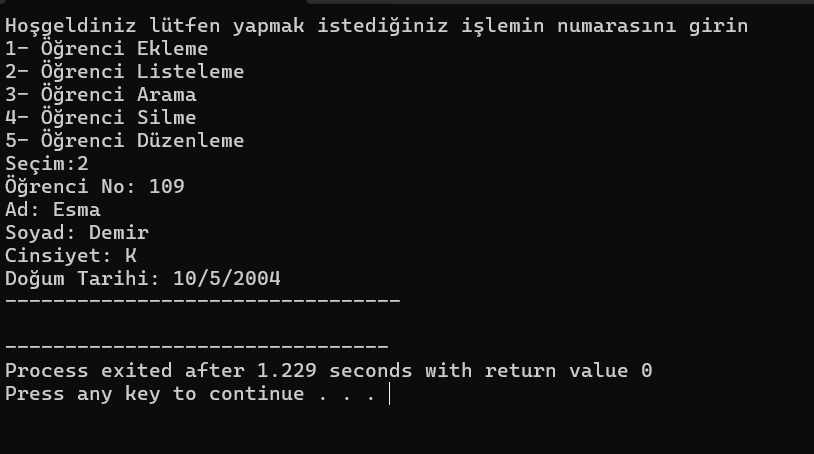 Hoşgeldiniz lütfen yapmak istediğiniz işlemin numarasını girin
1- Öğrenci Ekleme
2- Öğrenci Listeleme
3- Öğrenci Arama
4- Öğrenci Silme
5- Öğrenci Düzenleme
Seçim:2
Öğrenci No: 109
Ad: Esma
Soyad: Demir
Cinsiyet: K
Doğum Tarihi: 10/5/2004
---------------------------------
--------------------------------
Process exited after 1.229 seconds with return value 0
Press any key to continue . . .